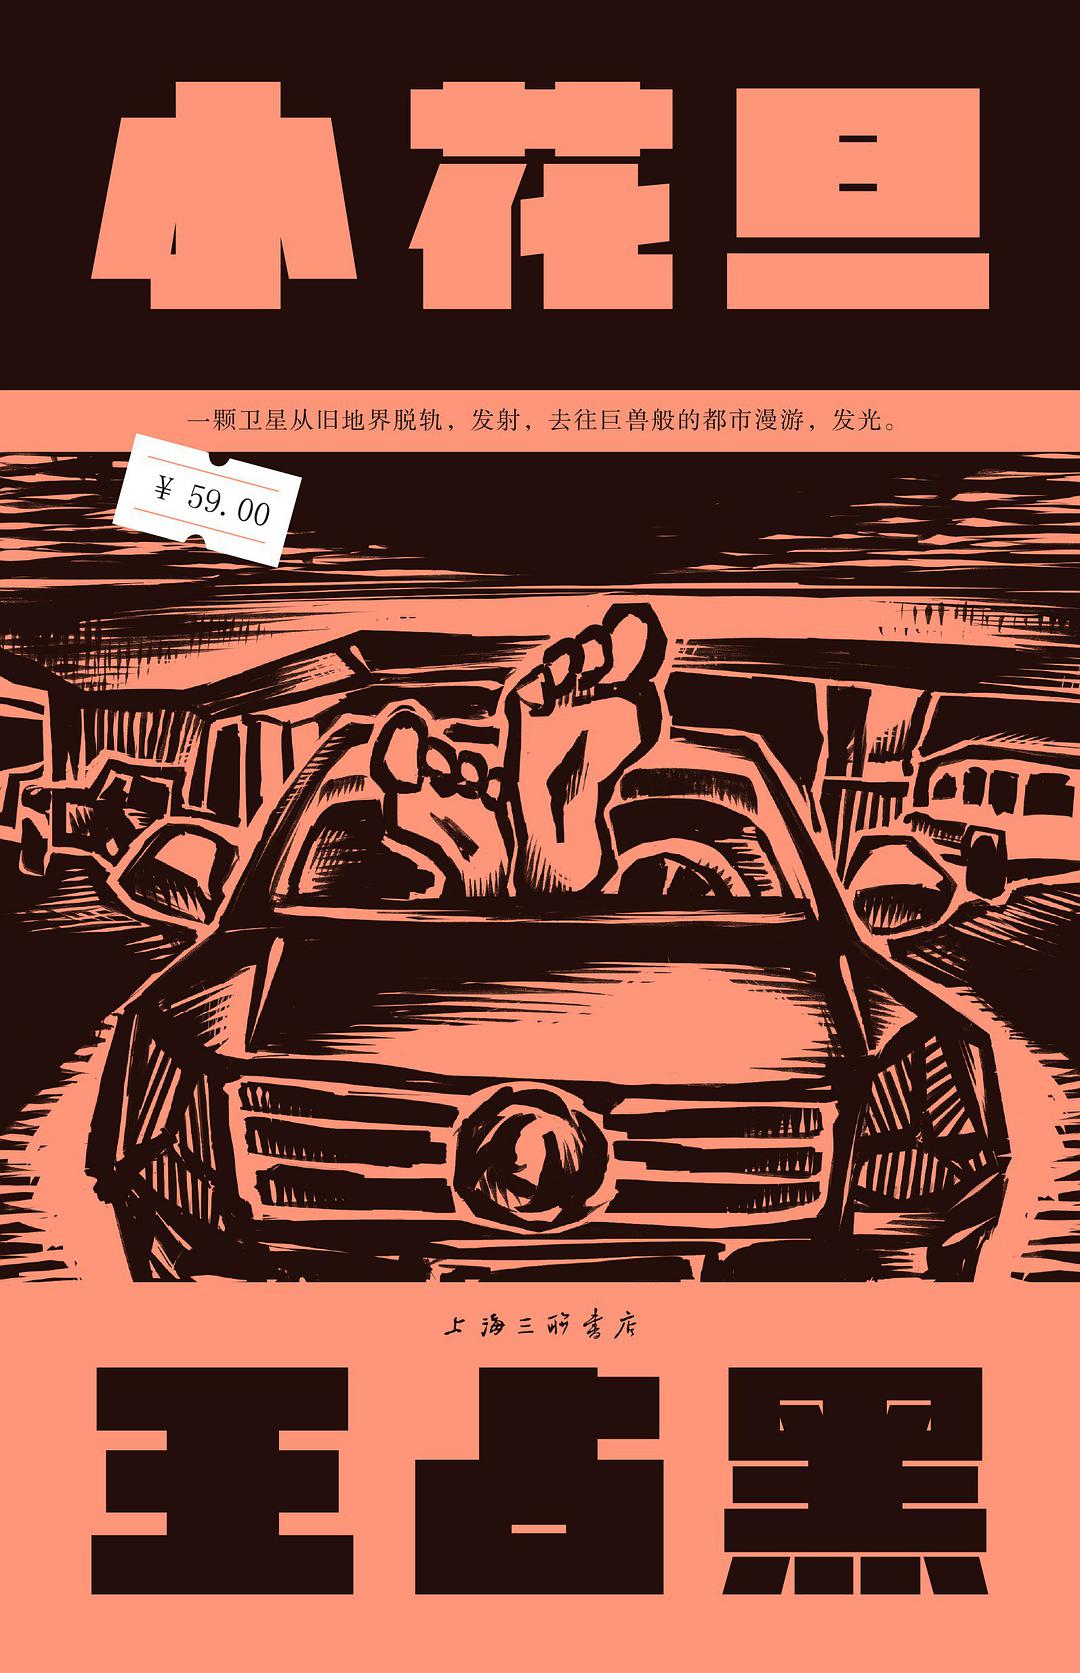 小花旦
一颗卫星从旧地界脱轨，发射，去往巨兽般的都市漫游，发光。
¥ 59.00
上海三联书店
王占黑